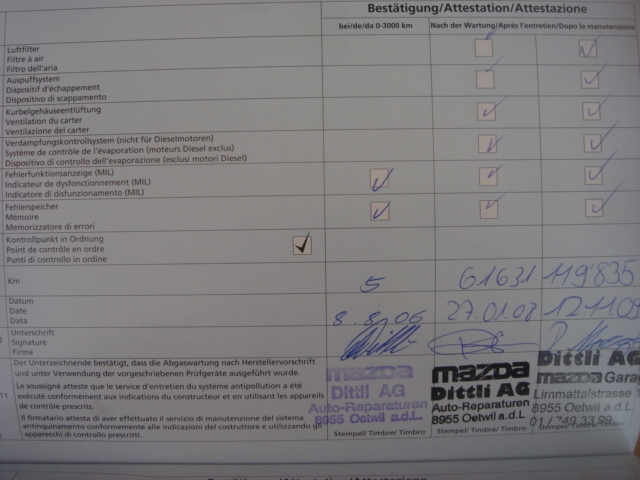 Bestätigung/Attestation/Attestazione
bei/de/da 0-3000 km
Nach der Wartung/Après l'entretien/Dopo la manutenzione
Luftfilter
Filtre à air
Filtro dell'aria
Auspuffsystem
Dispositif d'échappement
Dispositivo di scappamento
Kurbelgehäuseentlüftung
Ventilation du carter
Ventilazione del carter
Verdampfungskontrollsystem (nicht für Dieselmotoren)
Système de contrôle de l'évaporation (moteurs Diesel exclus)
Dispositivo di controllo dell'evaporazione (esclusi motori Diesel)
Fehlerfunktionsanzeige (MIL)
Indicateur de dysfonctionnement (MIL)
Indicatore di disfunzionamento (MIL)
Fehlerspeicher
Mémoire
Memorizzatore di errori
Kontrollpunkt in Ordnung
Point de contrôle en ordre
Punti di controllo in ordine
Km
5 61631 119'835
Datum
Date
Data
8.8.06 27.01.08
Unterschrift
Signature
Firma
11
Der Unterzeichnende bestätigt, dass die Abgaswartung nach Herstellervorschrift
und unter Verwendung der vorgeschriebenen Prüfgeräte ausgeführt wurde.
Le soussigné atteste que le service d'entretien du système antipollution a été
exécuté conformément aux indications du constructeur et en utilisant les appareils
de contrôle prescrits.
Il firmatario attesta di aver effettuato il servizio di manutenzione del sistema
antinquinamento conformemente alle indicazioni del costruttore e utilizzando gli
apparecchi di controllo prescritti.
mazda
Dittli AG
Auto-Reparaturen
8955 Oetwil a.d.L.
Stempel/ Timbre/ Timbro
mazda
Dittli AG
Auto-Reparaturen
8955 Oetwil a.d.L.
Stempel/ Timbre/ Timbro
Dittli AG
mazda Garag
Linmattalstrasse 1
8955 Oetwil a.d.L.
01 / 749 33 99
Stempel/ Timbre/ Timbro